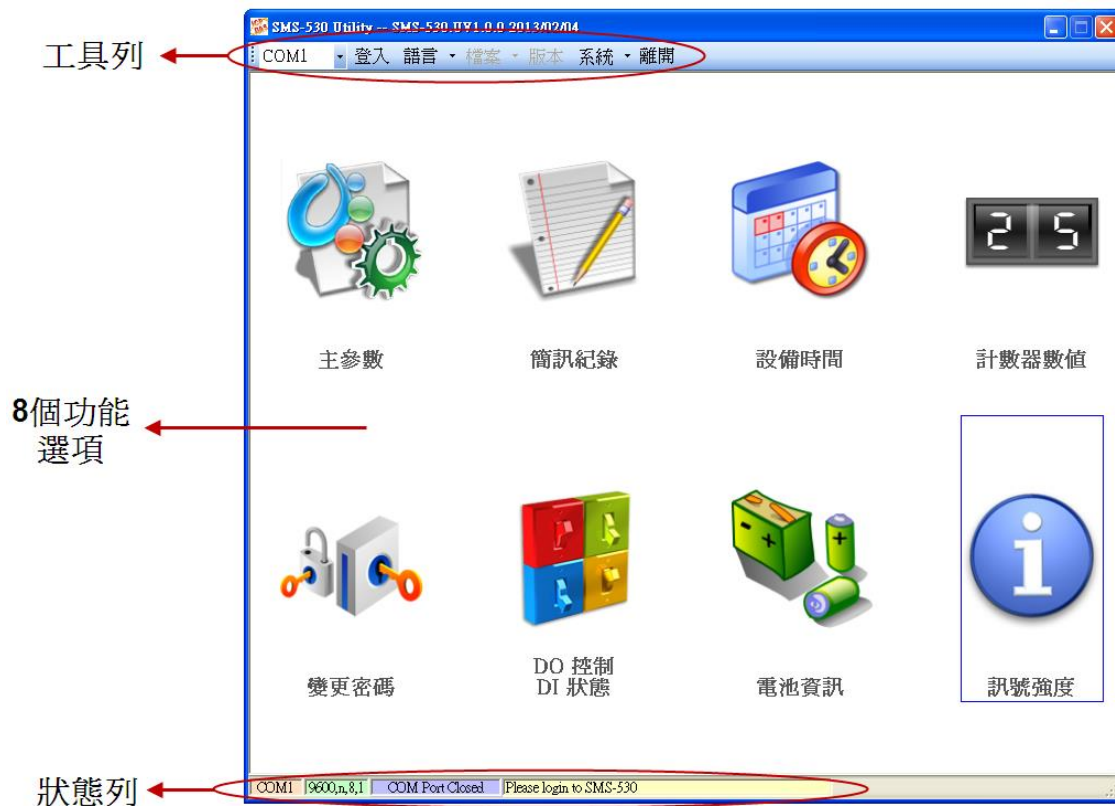 SMS-530 Utility -- SMS-530.UV1.0.0 2013/02/04
工具列
COM1 登入 語言 檔案 版本 系統 離開
25
主參數 簡訊紀錄 設備時間 計數器數值
8個功能
選項
DO 控制
DI 狀態
變更密碼 電池資訊 訊號強度
狀態列
COM1 9600,n,8,1 COM Port Closed Please login to SMS-530